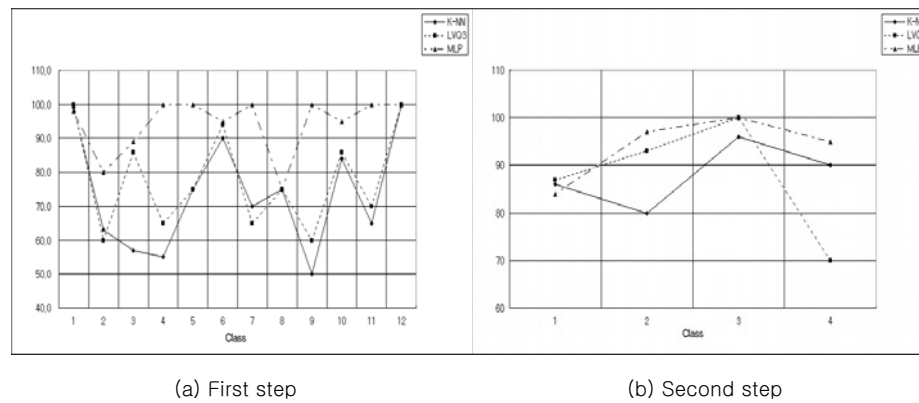 K-NN
LVQ3
MLP
110,0
100,0
90,0
80,0
70,0
60,0
50,0
40,0
1 2 3 4 5 6 7 8 9 10 11 12
Class
(a) First step
K-N
LVQ
MLP
110
100
90
80
70
60
1 2 3 4
Class
(b) Second step